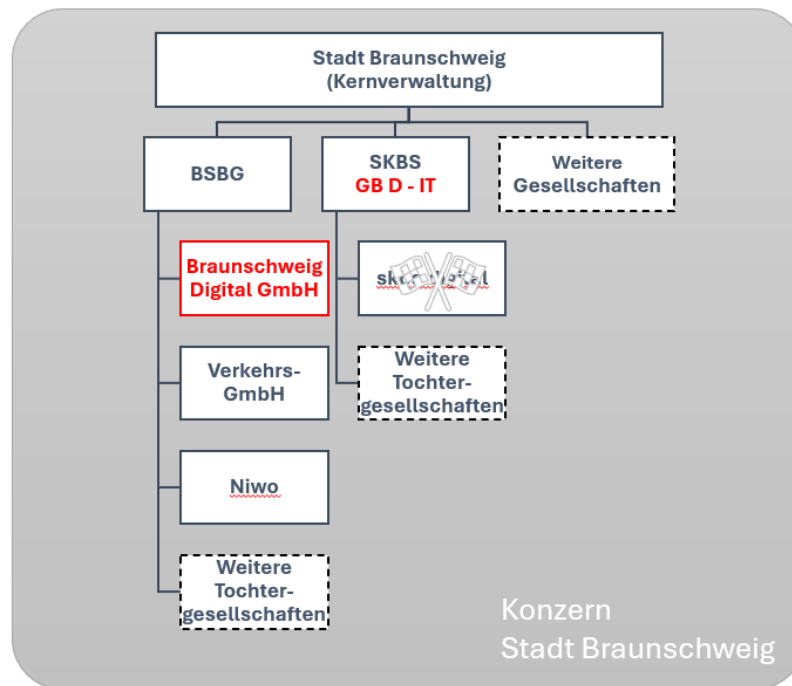 Stadt Braunschweig
(Kernverwaltung)
BSBG
SKBS
GB D - IT
Weitere
Gesellschaften
Braunschweig
Digital GmbH
Verkehrs-
GmbH
Weitere
Tochter-
gesellschaften
Niwo
Weitere
Tochter-
gesellschaften
Konzern
Stadt Braunschweig